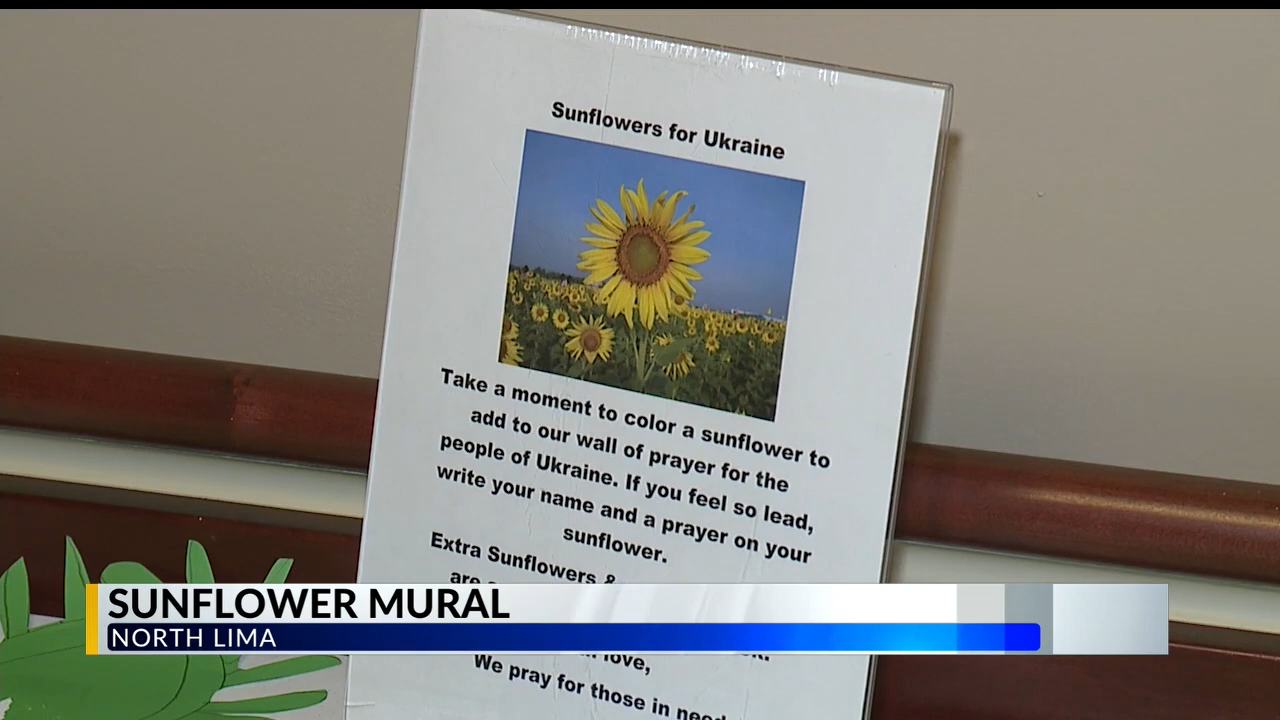 Sunflowers for Ukraine
Take a moment to color a sunflower to
add to our wall of prayer for the
people of Ukraine. If you feel so lead,
write your name and a prayer on your
sunflower.
Extra Sunflowers &
are
SUNFLOWER MURAL
NORTH LIMA
love,
We pray for those in need